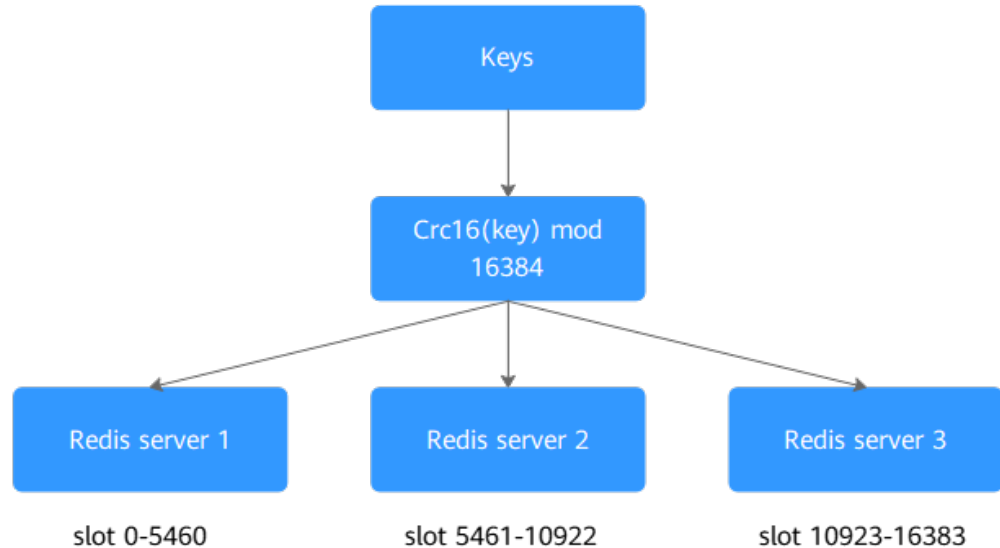 Keys
Crc16(key) mod
16384
Redis server 1
Redis server 2
Redis server 3
slot 0-5460
slot 5461-10922
slot 10923-16383